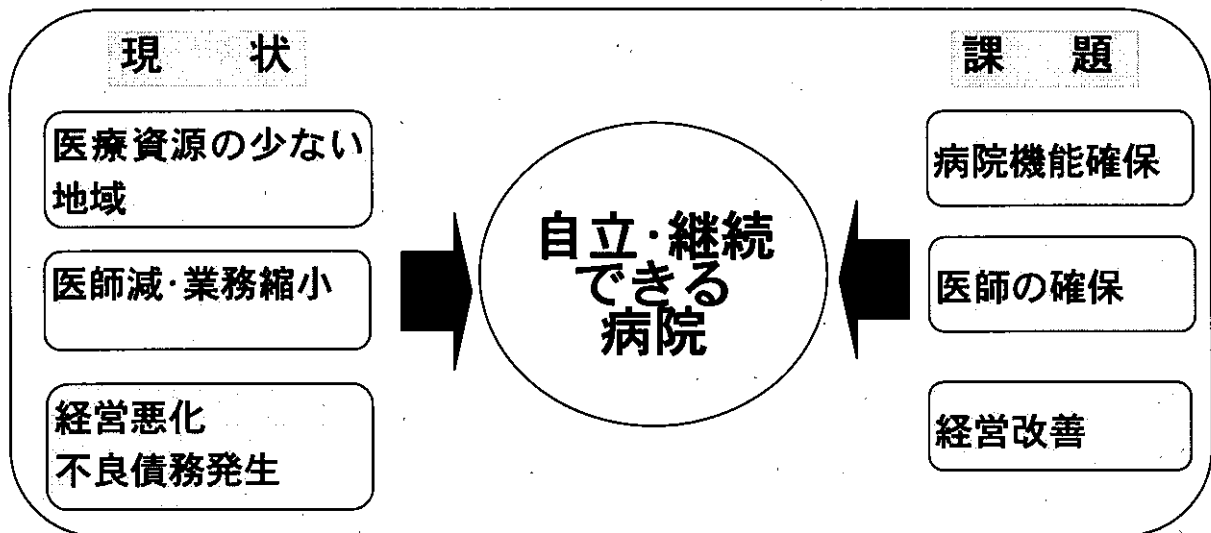 現 状
医療資源の少ない
地域
医師減・業務縮小
経営悪化
不良債務発生
自立・継続
できる
病院
課 題
病院機能確保
医師の確保
経営改善